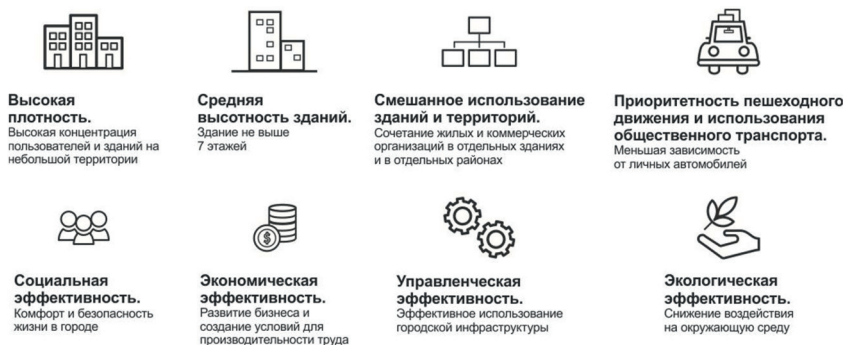 Высокая
плотность.
Высокая концентрация
пользователей и зданий на
небольшой территории
Средняя
высотность зданий.
Здание не выше
7 этажей
Смешанное использование
зданий и территорий.
Сочетание жилых и коммерческих
организаций в отдельных зданиях
и в отдельных районах
Приоритетность пешеходного
движения и использования
общественного транспорта.
Меньшая зависимость
от личных автомобилей
Социальная
эффективность.
Комфорт и безопасность
жизни в городе
Экономическая
эффективность.
Развитие бизнеса и
создание условий для
производительности труда
Управленческая
эффективность.
Эффективное использование
городской инфраструктуры
Экологическая
эффективность.
Снижение воздействия
на окружающую среду